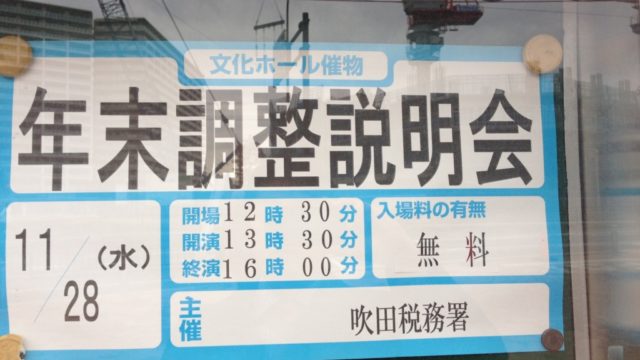 文化ホール催物
年末調整説明会
11/28（水）
開場12時30分
開演13時30分
終演16時00分
入場料の有無
無料
主催
吹田税務署